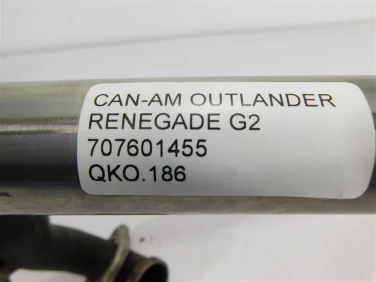 CAN-AM OUTLANDER
RENEGADE G2
707601455
QKO.186